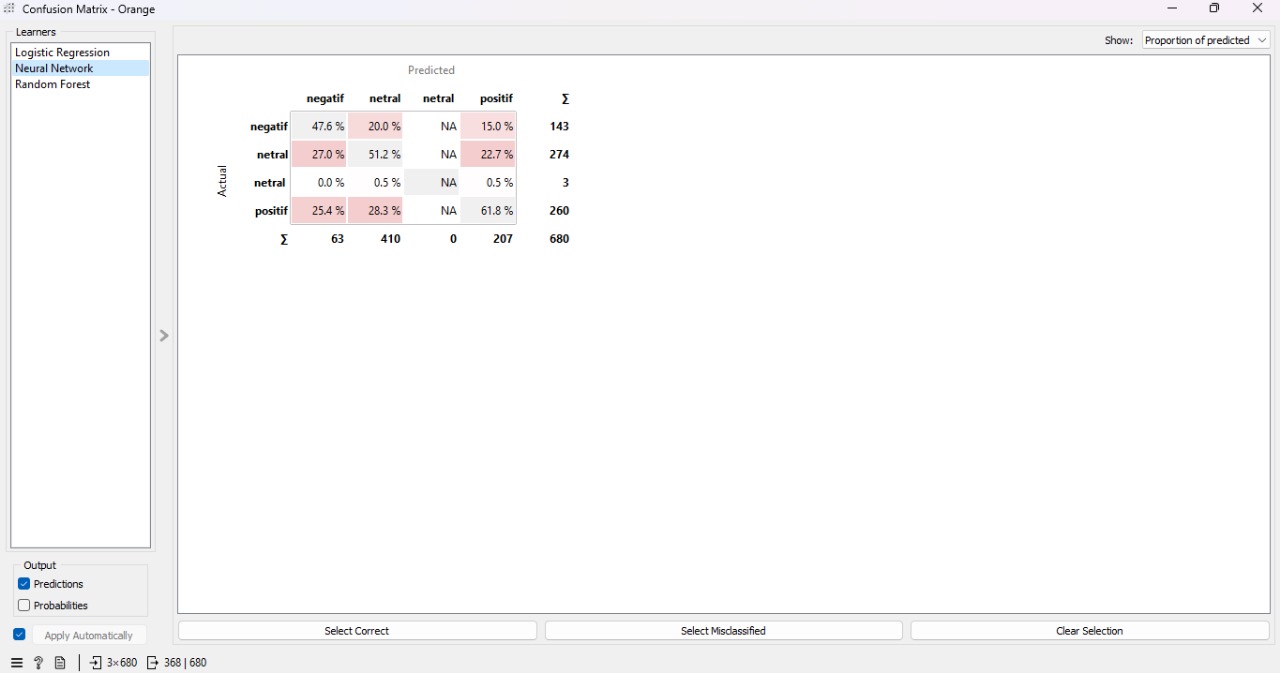 Confusion Matrix - Orange
Learners
Logistic Regression
Neural Network
Random Forest
Show: Proportion of predicted
Predicted
negatif netral netral positif Σ
negatif 47.6 % 20.0 % NA 15.0 % 143
netral 27.0 % 51.2 % NA 22.7 % 274
netral 0.0 % 0.5 % NA 0.5 % 3
positif 25.4 % 28.3 % NA 61.8 % 260
Σ 63 410 0 207 680
Actual
Output
Predictions
Probabilities
Apply Automatically
Select Correct Select Misclassified Clear Selection
3×680 368 | 680